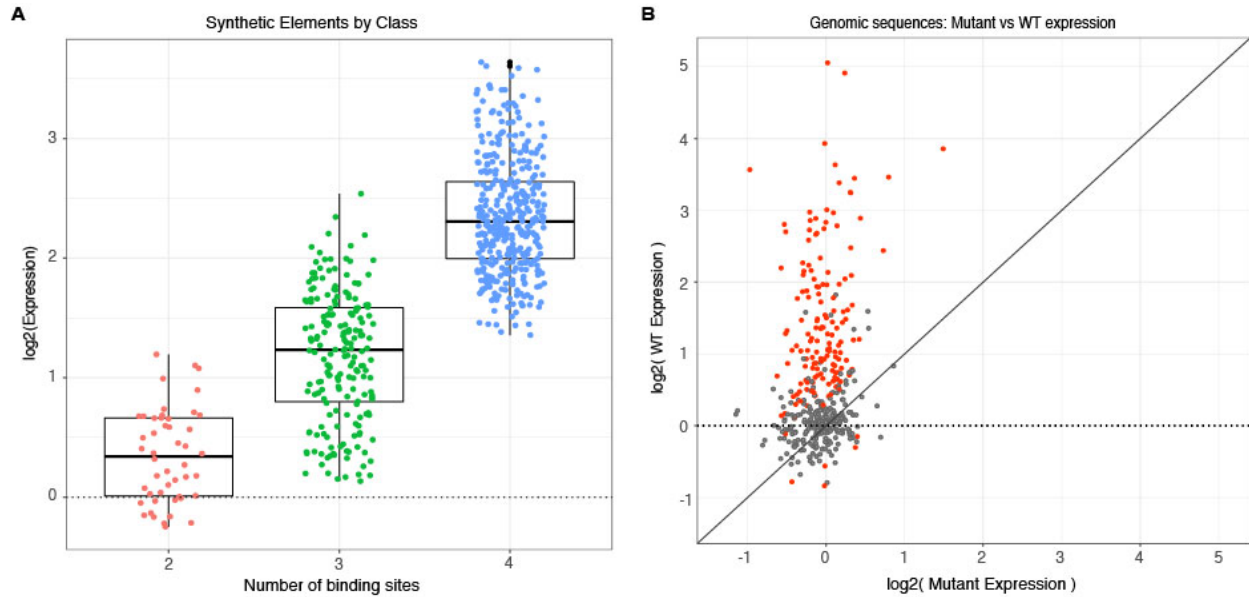 A
Synthetic Elements by Class
log2(Expression)
3
2
1
0
2 3 4
Number of binding sites
B
Genomic sequences: Mutant vs WT expression
log2( WT Expression )
5
4
3
2
1
0
-1
-1 0 1 2 3 4 5
log2( Mutant Expression )